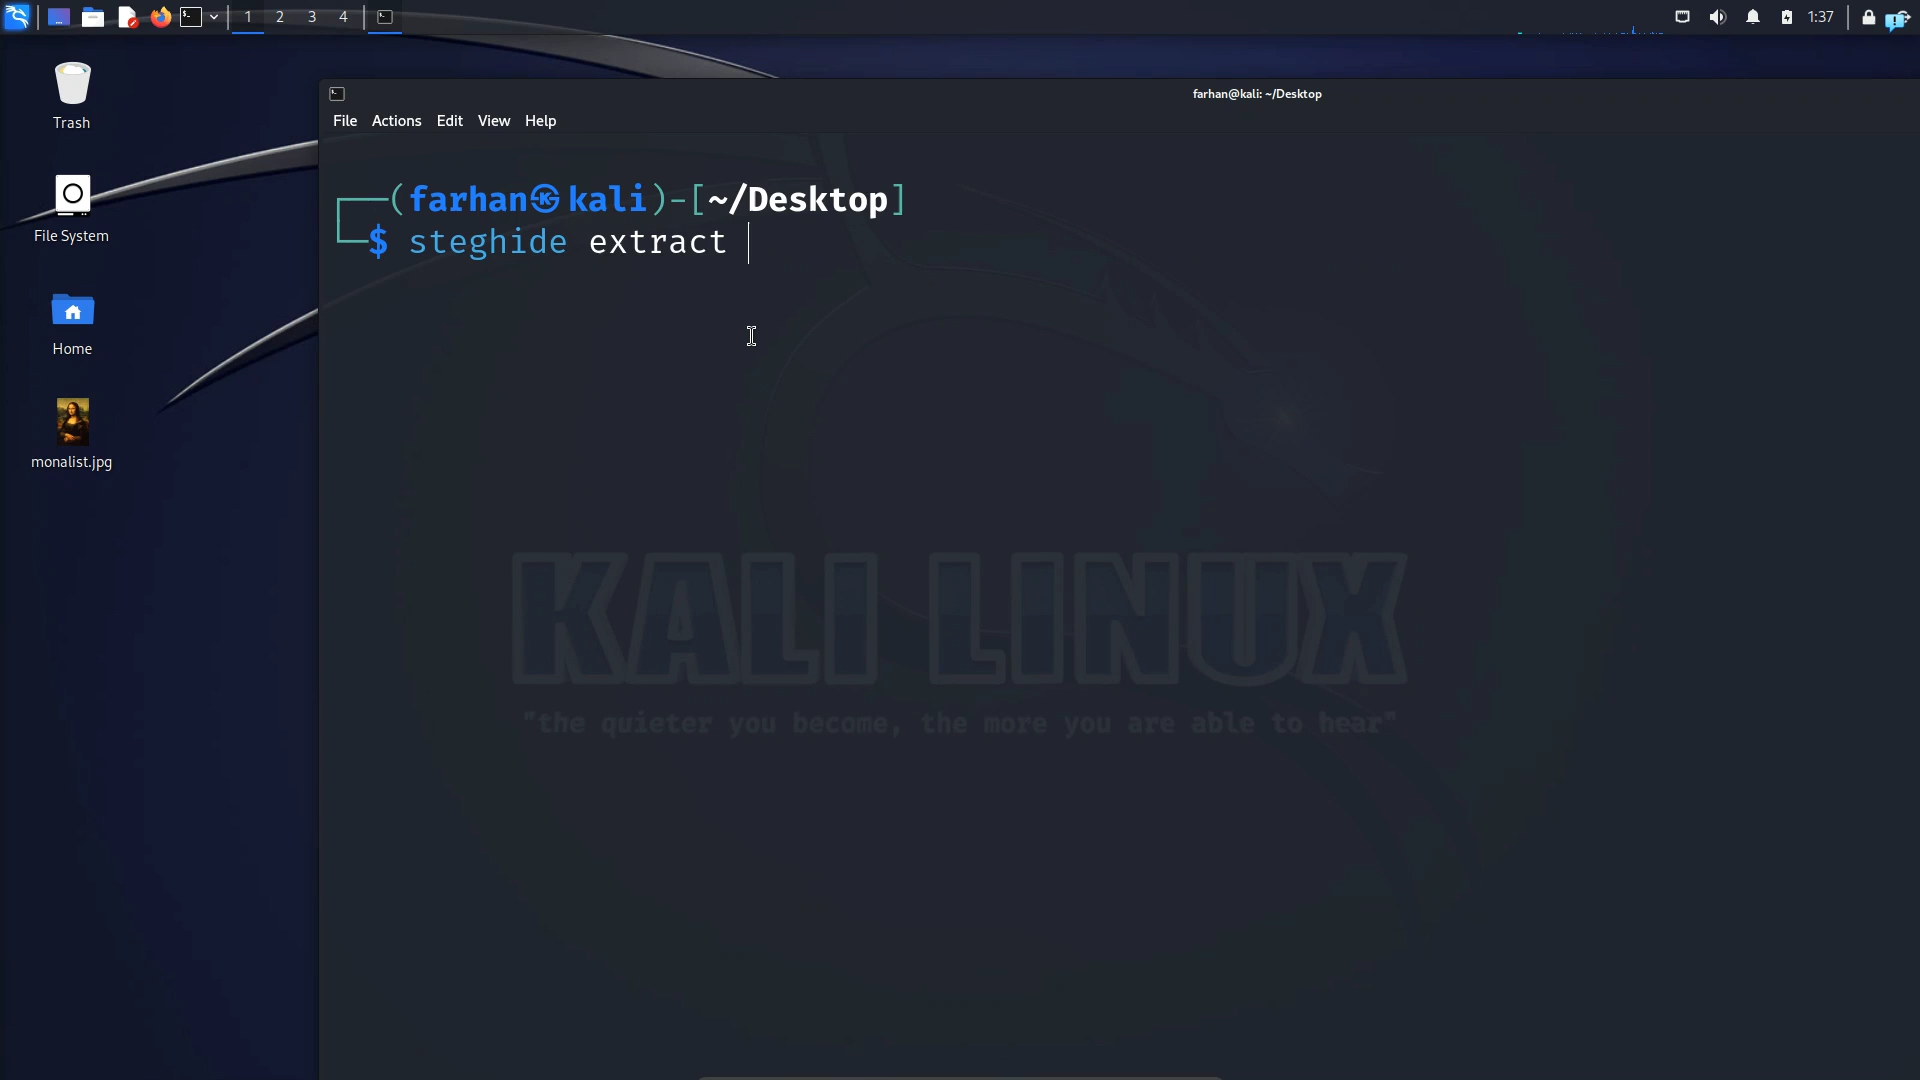 1 2 3 4 1:37
Trash
File System
Home
monalist.jpg
farhan@kali: ~/Desktop
File Actions Edit View Help
┌──(farhan㉿kali)-[~/Desktop]
└─$ steghide extract
KALI LINUX
"the quieter you become, the more you are able to hear"